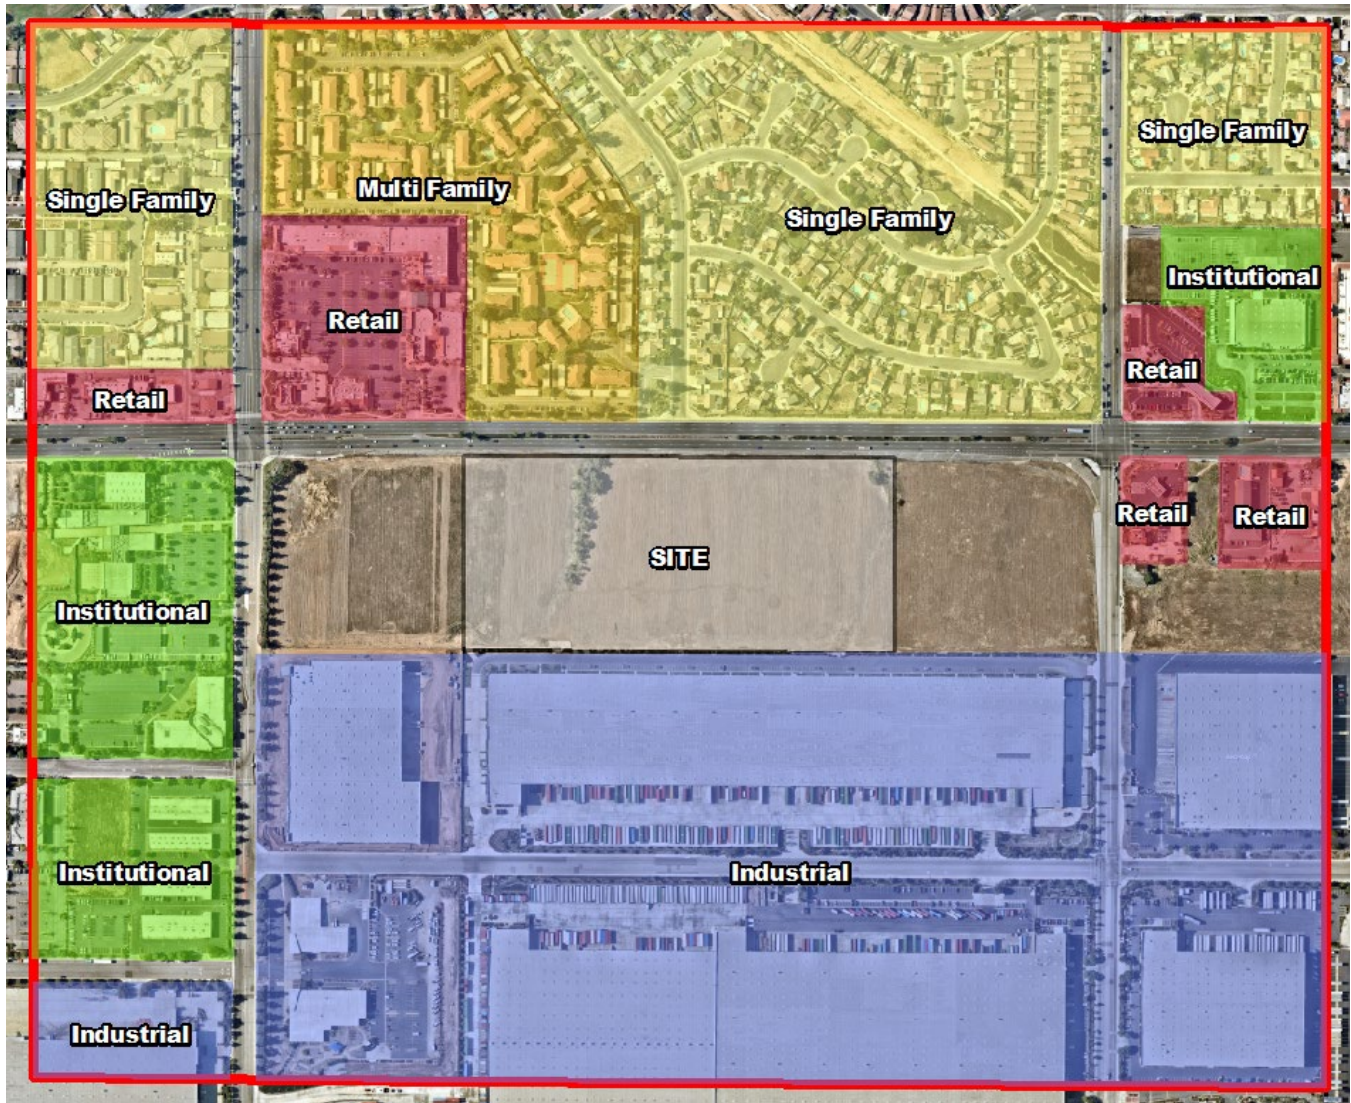 Single Family
Single Family
Multi Family
Single Family
Institutional
Retail
Retail
Retail
Retail
Retail
SITE
Institutional
Institutional
Industrial
Industrial